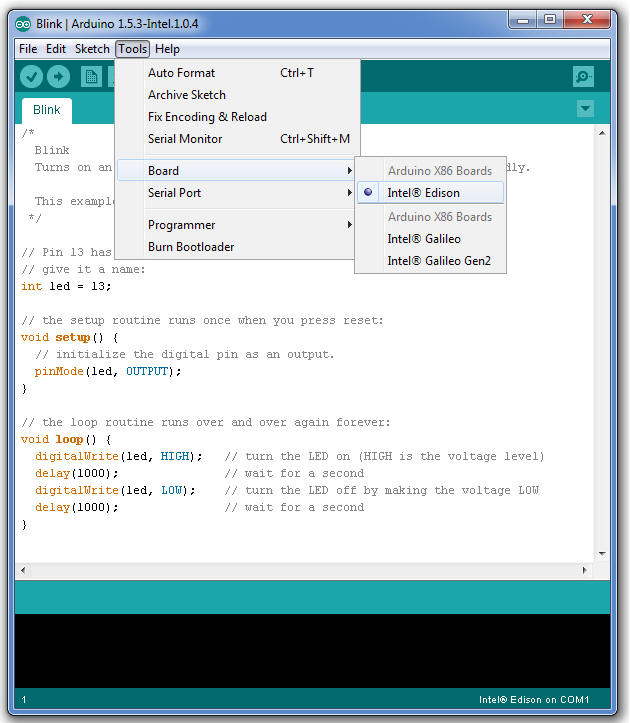 Blink | Arduino 1.5.3-Intel.1.0.4
File Edit Sketch Tools Help
Auto Format Ctrl+T
Archive Sketch
Fix Encoding & Reload
Serial Monitor Ctrl+Shift+M
Board
Serial Port
Programmer
Burn Bootloader
Arduino X86 Boards
Intel® Edison
Arduino X86 Boards
Intel® Galileo
Intel® Galileo Gen2
Blink
/*
Blink
Turns on an dly.
This example
*/
// Pin 13 has
// give it a name:
int led = 13;
// the setup routine runs once when you press reset:
void setup() {
// initialize the digital pin as an output.
pinMode(led, OUTPUT);
}
// the loop routine runs over and over again forever:
void loop() {
digitalWrite(led, HIGH); // turn the LED on (HIGH is the voltage level)
delay(1000); // wait for a second
digitalWrite(led, LOW); // turn the LED off by making the voltage LOW
delay(1000); // wait for a second
}
1 Intel® Edison on COM1